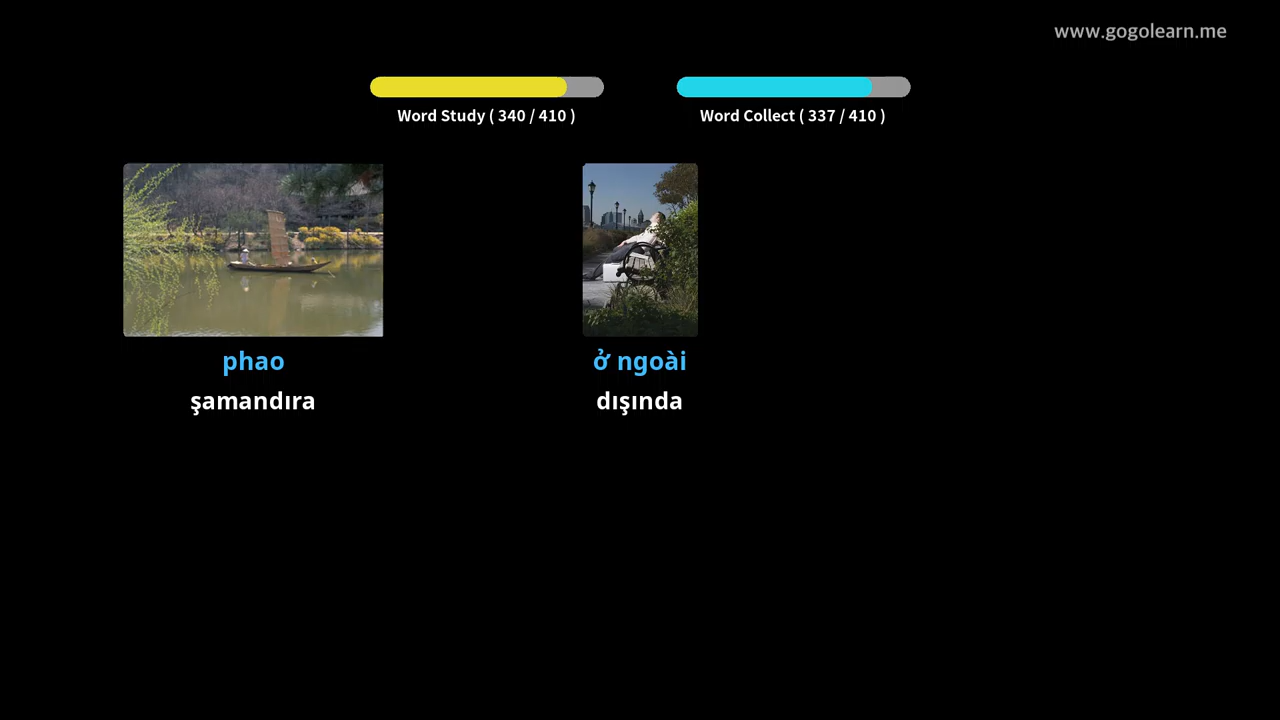 www.gogolearn.me
Word Study ( 340 / 410 )
Word Collect ( 337 / 410 )
phao
ở ngoài
şamandıra
dışında